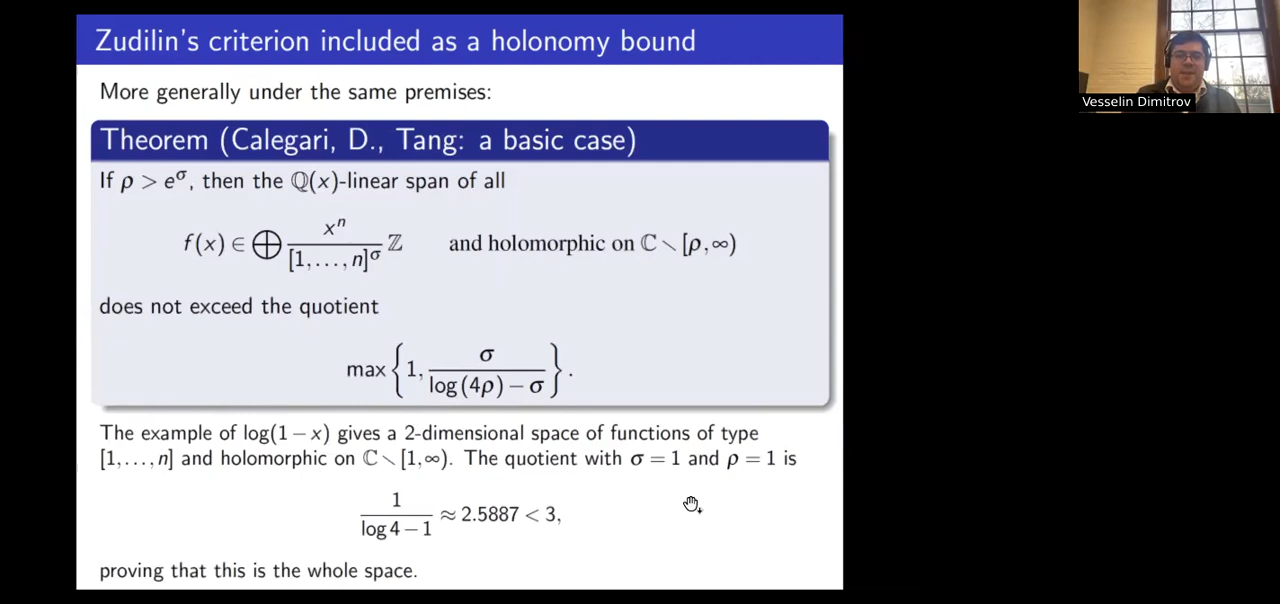 Zudilin's criterion included as a holonomy bound
Vesselin Dimitrov
More generally under the same premises:
Theorem (Calegari, D., Tang: a basic case)
If ρ > e^σ, then the ℚ(x)-linear span of all
f(x) ∈ ⊕ x^n / [1,…,n]^σ ℤ and holomorphic on ℂ∖[ρ,∞)
does not exceed the quotient
max{1, σ / (log(4ρ) − σ)}.
The example of log(1−x) gives a 2-dimensional space of functions of type
[1,…,n] and holomorphic on ℂ∖[1,∞). The quotient with σ = 1 and ρ = 1 is
1 / (log 4 − 1) ≈ 2.5887 < 3,
proving that this is the whole space.